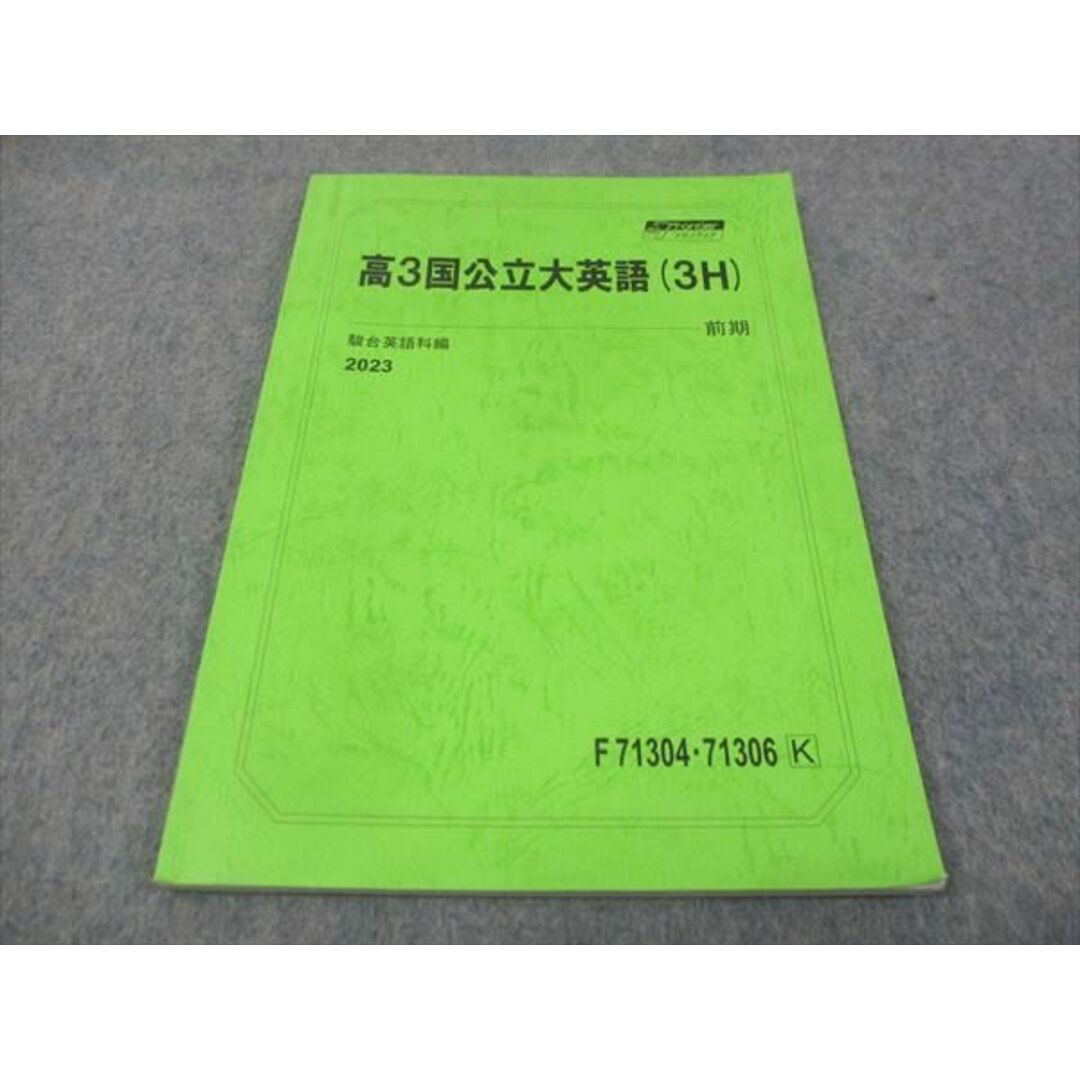 Frontier
高3国公立大英語(3H)
前期
駿台英語科編
2023
F 71304・71306 K